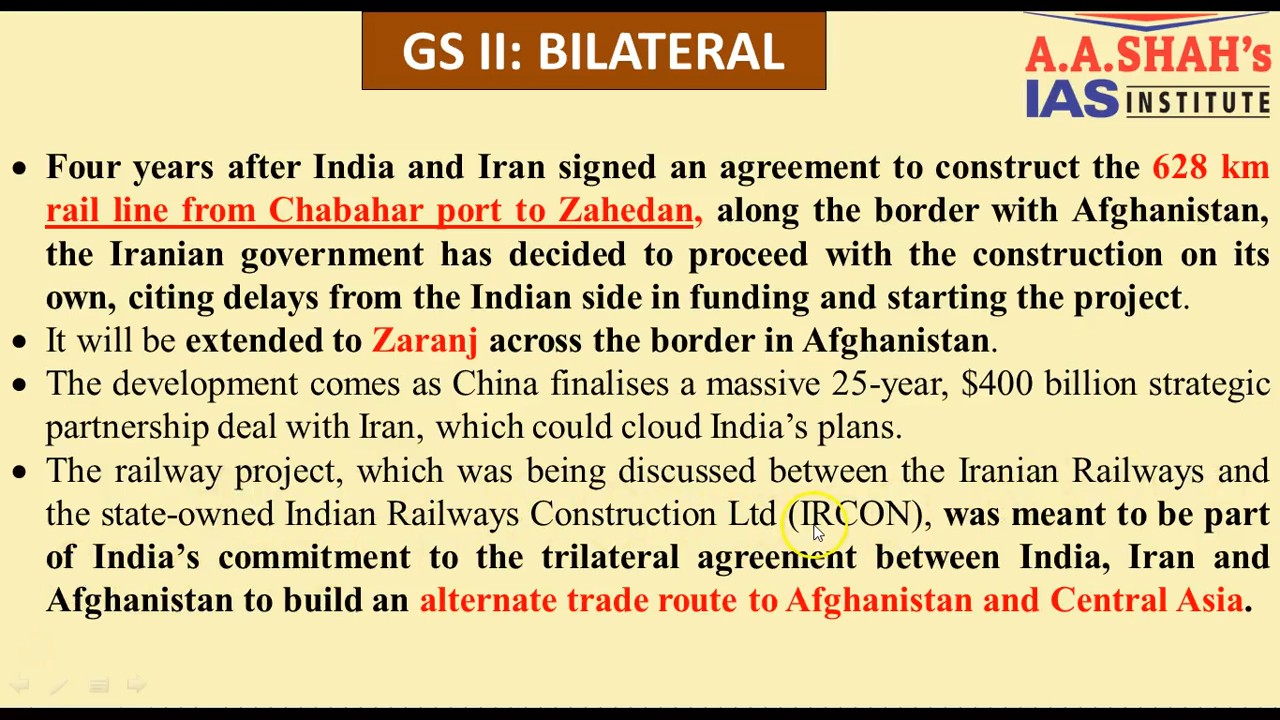 GS II: BILATERAL
A.A.SHAH's
IAS INSTITUTE
• Four years after India and Iran signed an agreement to construct the 628 km
rail line from Chabahar port to Zahedan, along the border with Afghanistan,
the Iranian government has decided to proceed with the construction on its
own, citing delays from the Indian side in funding and starting the project.
• It will be extended to Zaranj across the border in Afghanistan.
• The development comes as China finalises a massive 25-year, $400 billion strategic
partnership deal with Iran, which could cloud India's plans.
• The railway project, which was being discussed between the Iranian Railways and
the state-owned Indian Railways Construction Ltd (IRCON), was meant to be part
of India's commitment to the trilateral agreement between India, Iran and
Afghanistan to build an alternate trade route to Afghanistan and Central Asia.